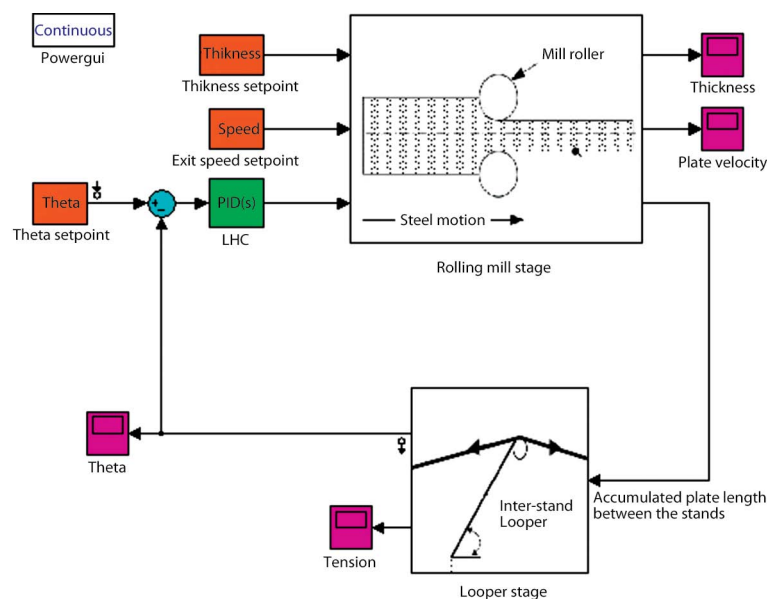 Continuous
Powergui
Thikness
Thikness setpoint
Speed
Exit speed setpoint
Theta
Theta setpoint
+
−
PID(s)
LHC
Mill roller
Steel motion
Rolling mill stage
Thickness
Plate velocity
Theta
Tension
Inter-stand
Looper
Looper stage
Accumulated plate length
between the stands